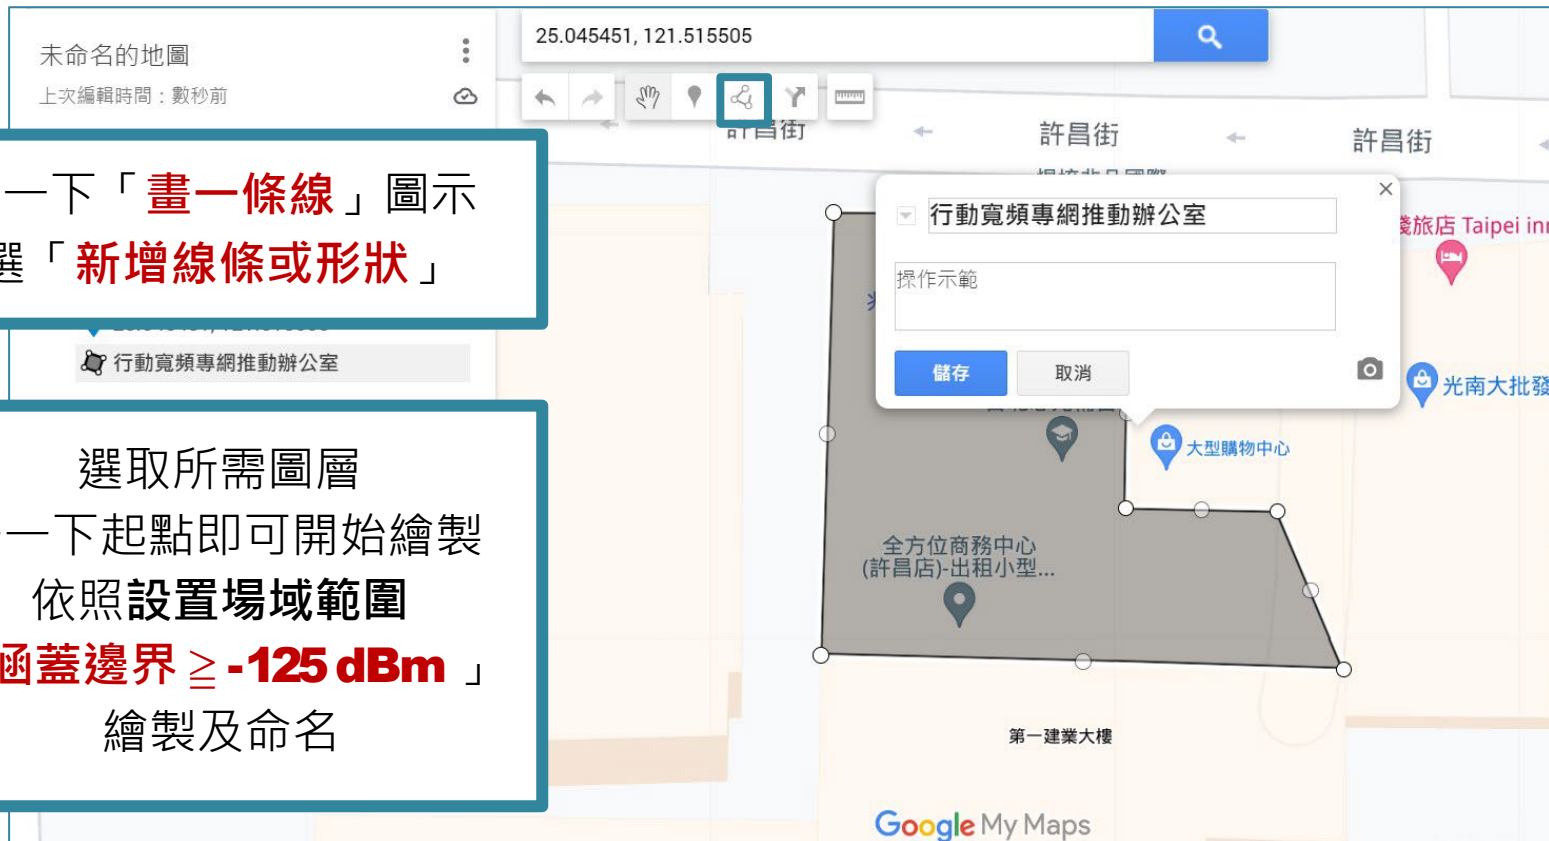 未命名的地圖
上次編輯時間：數秒前
25.045451, 121.515505
許昌街
許昌街
許昌街
一下「畫一條線」圖示
選「新增線條或形狀」
行動寬頻專網推動辦公室
操作示範
儲存
取消
棧旅店 Taipei inn
光南大批發
大型購物中心
行動寬頻專網推動辦公室
選取所需圖層
一下起點即可開始繪製
依照設置場域範圍
涵蓋邊界 ≧ -125 dBm 」
繪製及命名
全方位商務中心
(許昌店)-出租小型...
第一建業大樓
Google My Maps